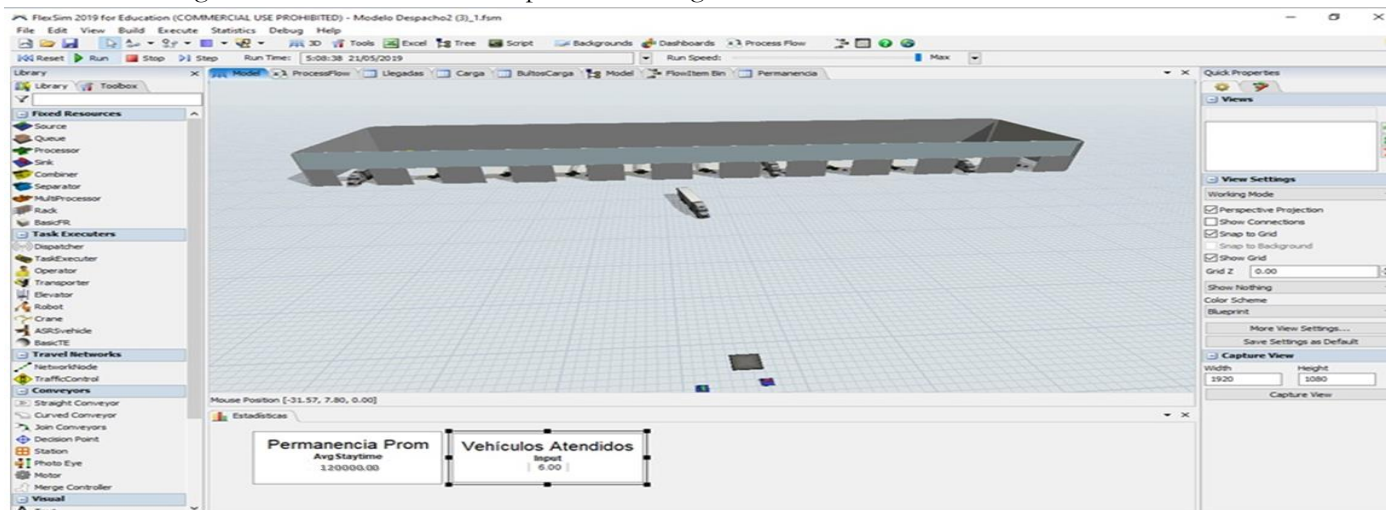 FlexSim 2019 for Education (COMMERCIAL USE PROHIBITED) - Modelo Despacho2 (3)_1.fsm
File Edit View Build Execute Statistics Debug Help
3D Tools Excel Tree Script Backgrounds Dashboards Process Flow
Reset Run Stop Step Run Time: 5:08:38 21/05/2019 Run Speed: Max
Library
Model ProcessFlow Llegadas Carga BultosCarga Model FlowItem Bin Permanencia
Quick Properties
Library Toolbox
Views
Fixed Resources
Source
Queue
Processor
Sink
Combiner
Separator
MultiProcessor
Rack
BasicFR
Task Executers
Dispatcher
TaskExecuter
Operator
Transporter
Elevator
Robot
Crane
ASRSvehicle
BasicTE
Travel Networks
NetworkNode
TrafficControl
Conveyors
Straight Conveyor
Curved Conveyor
Join Conveyors
Decision Point
Station
Photo Eye
Motor
Merge Controller
Visual
View Settings
Working Mode
Perspective Projection
Show Connections
Snap to Grid
Snap to Background
Show Grid
Grid Z 0.00
Show Nothing
Color Scheme
Blueprint
More View Settings...
Save Settings as Default
Capture View
Width Height
1920 1080
Capture View
Mouse Position [-31.57, 7.80, 0.00]
Estadísticas
Permanencia Prom
Avg Staytime
120000.00
Vehículos Atendidos
Input
6.00